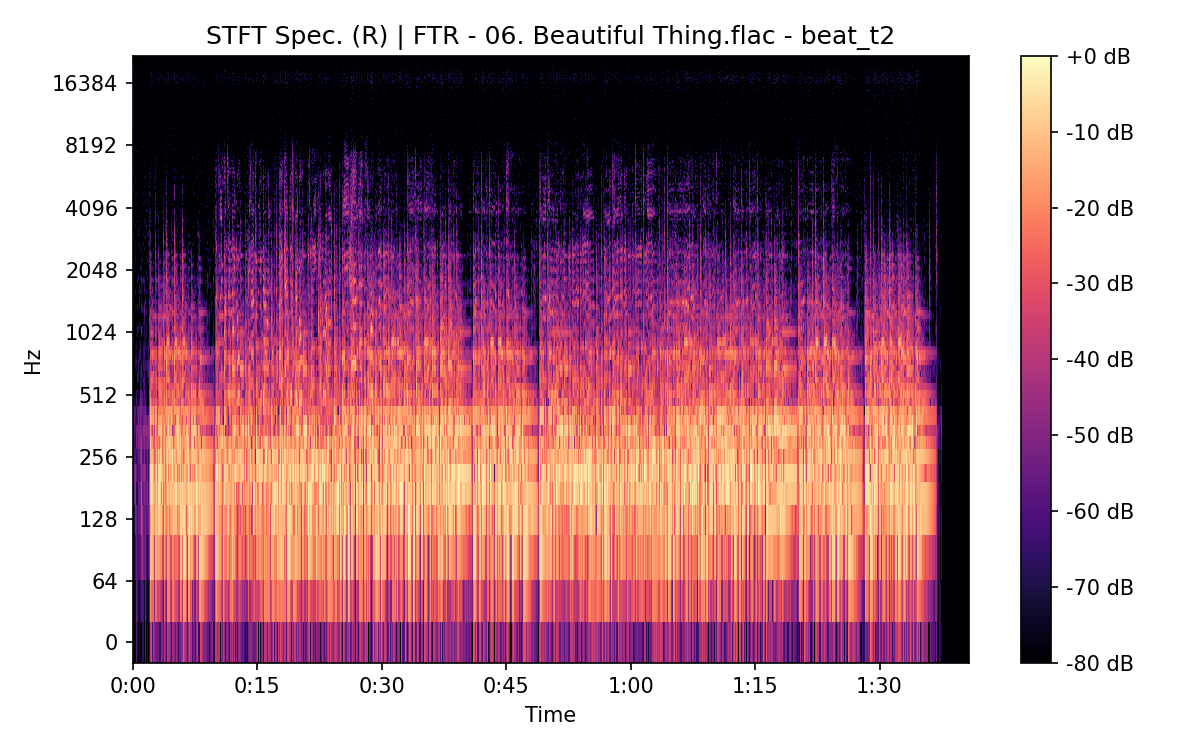 STFT Spec. (R) | FTR - 06. Beautiful Thing.flac - beat_t2
Hz
16384
8192
4096
2048
1024
512
256
128
64
0
0:00 0:15 0:30 0:45 1:00 1:15 1:30
Time
+0 dB
-10 dB
-20 dB
-30 dB
-40 dB
-50 dB
-60 dB
-70 dB
-80 dB